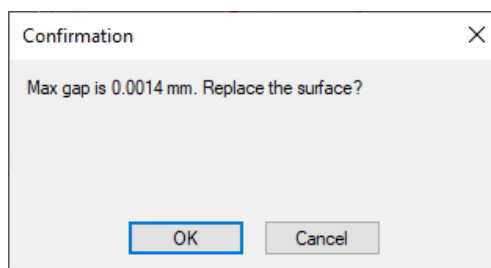 Confirmation
Max gap is 0.0014 mm. Replace the surface?
OK
Cancel